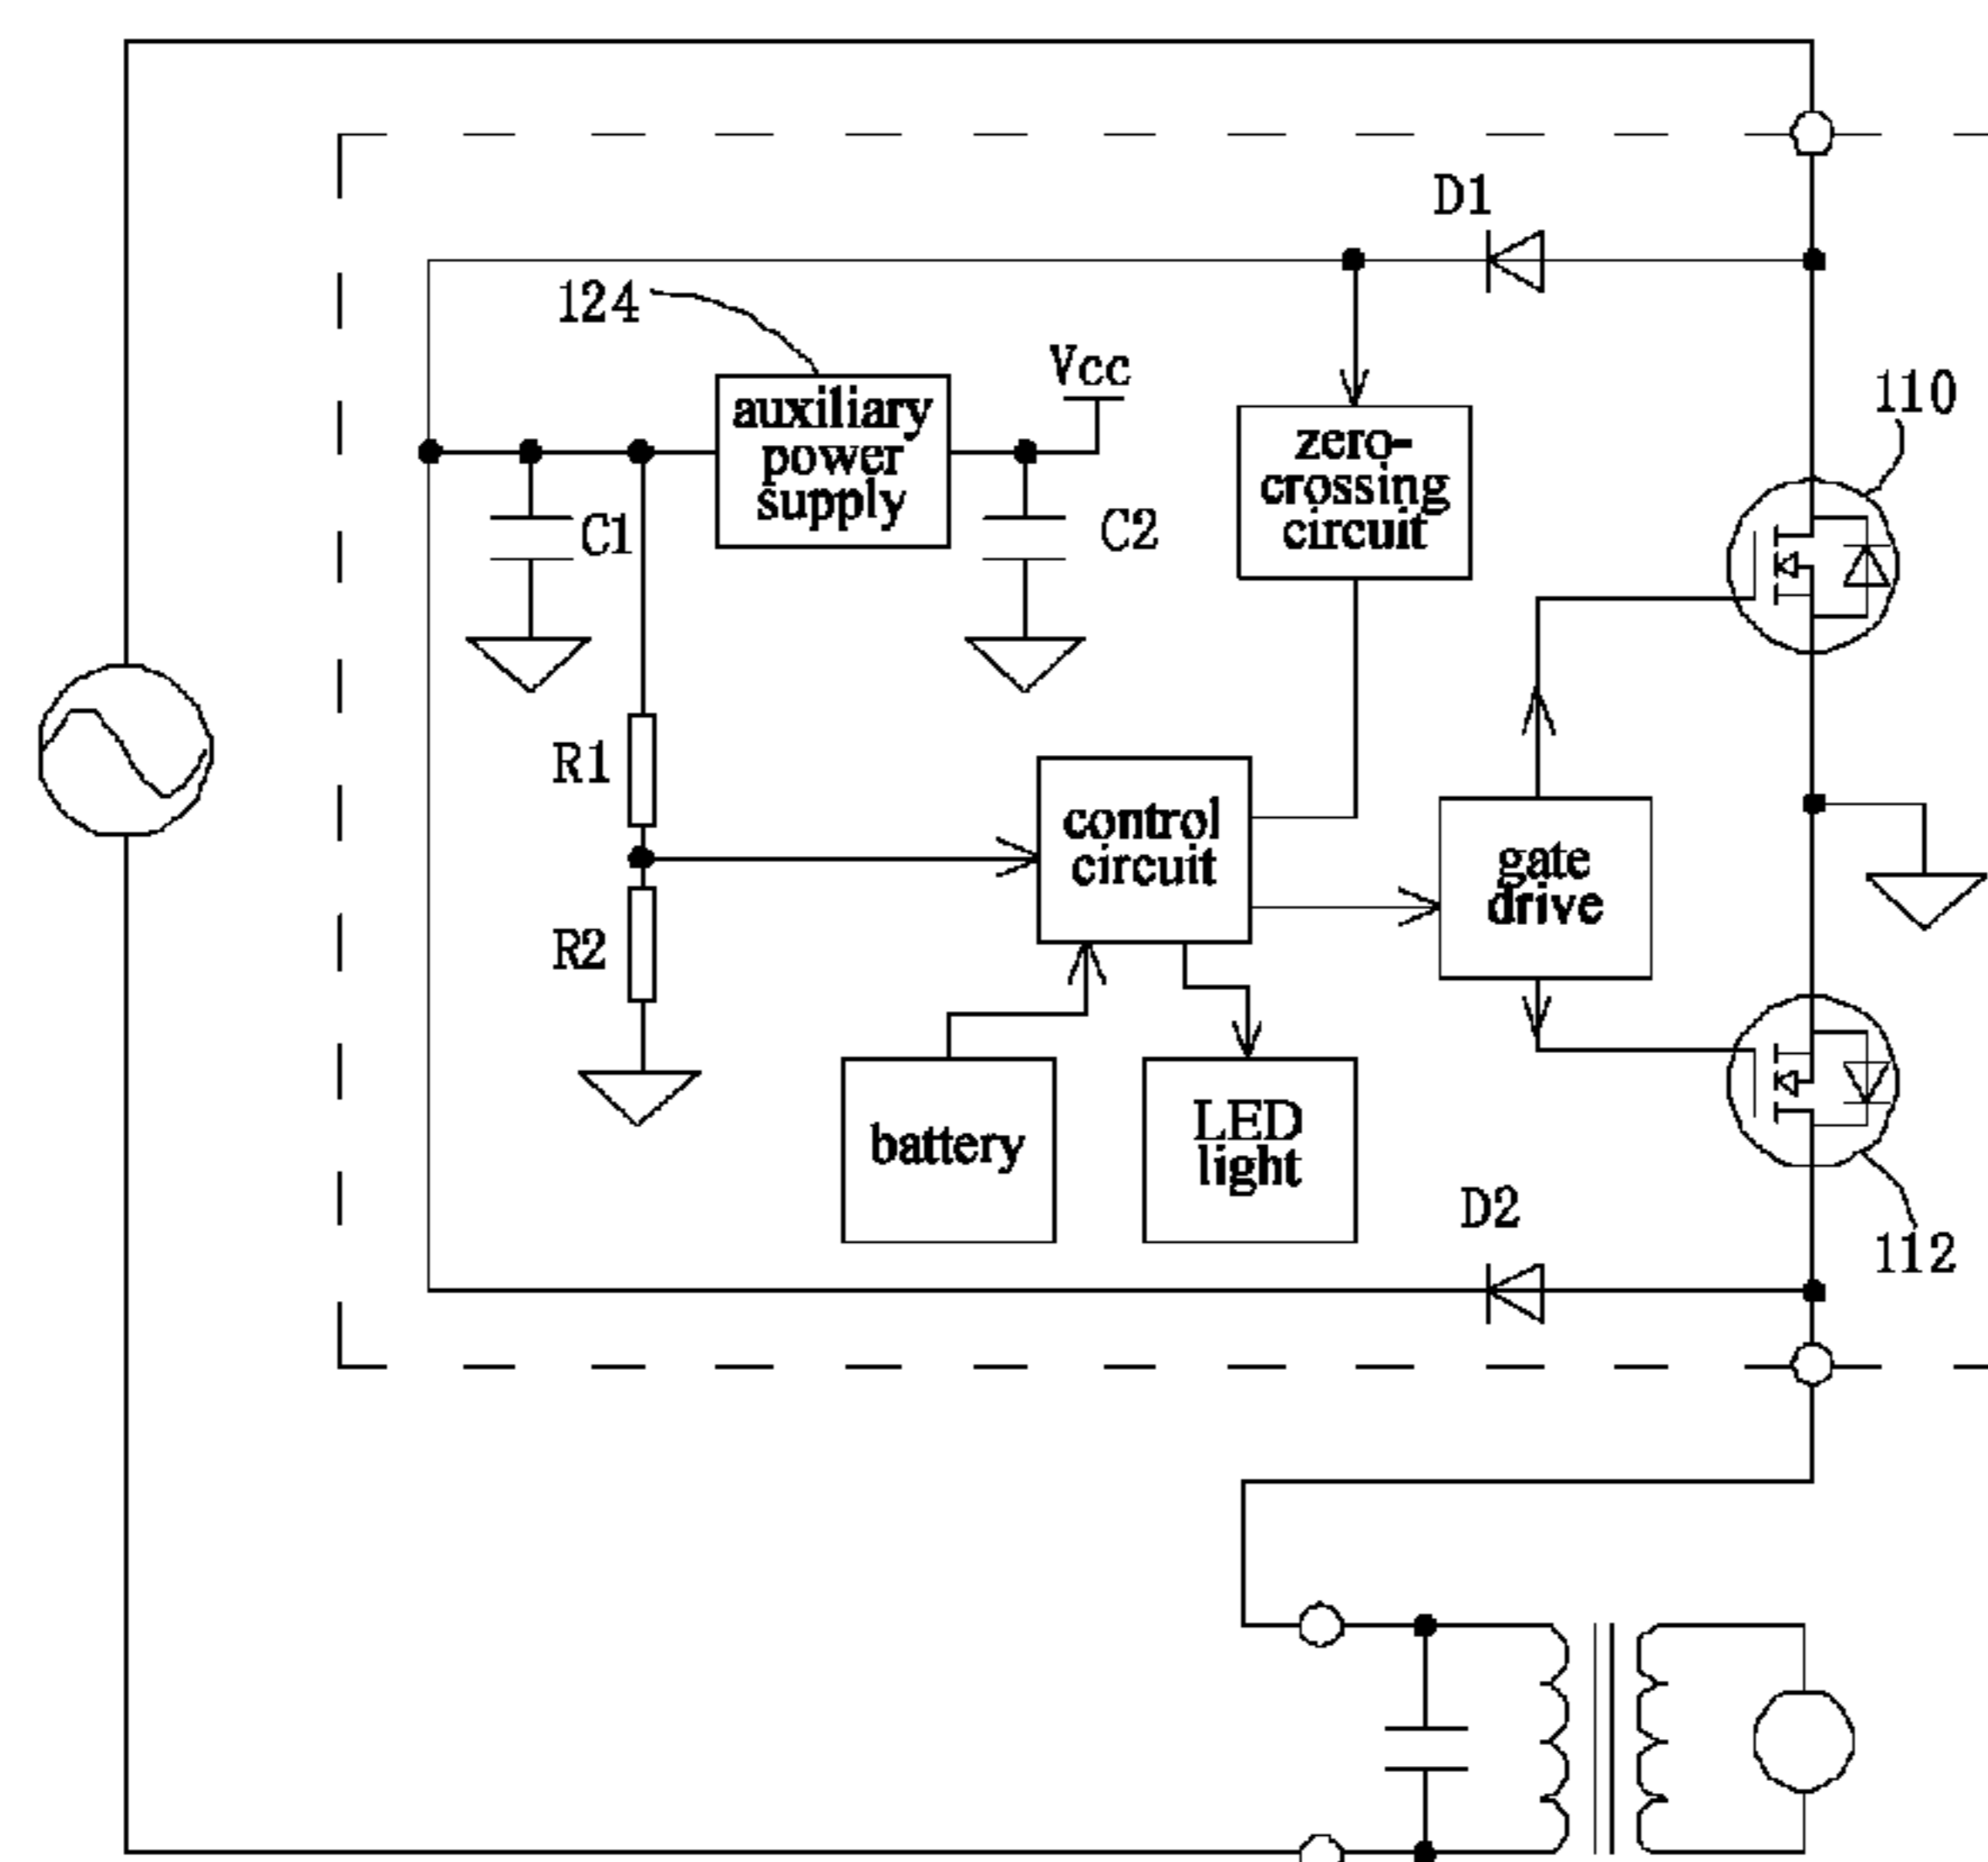 D1
124
Vcc
110
auxiliary
power
supply
zero-
crossing
circuit
C1
C2
R1
control
circuit
gate
drive
R2
battery
LED
light
D2
112